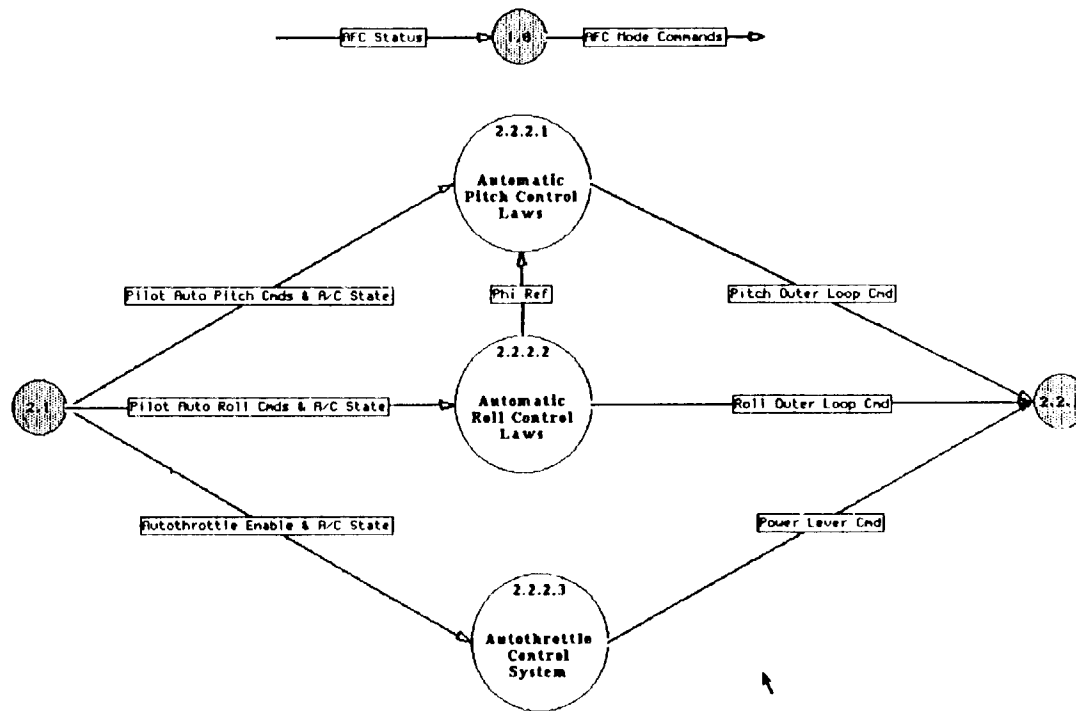 AFC Status
1.0
AFC Mode Commands
2.2.2.1
Automatic
Pitch Control
Laws
Pilot Auto Pitch Cmds & A/C State
Phi Ref
Pitch Outer Loop Cmd
2.2.2.2
2.1
Pilot Auto Roll Cmds & A/C State
Automatic
Roll Control
Laws
Roll Outer Loop Cmd
2.2.
Autothrottle Enable & A/C State
Power Lever Cmd
2.2.2.3
Autothrottle
Control
System